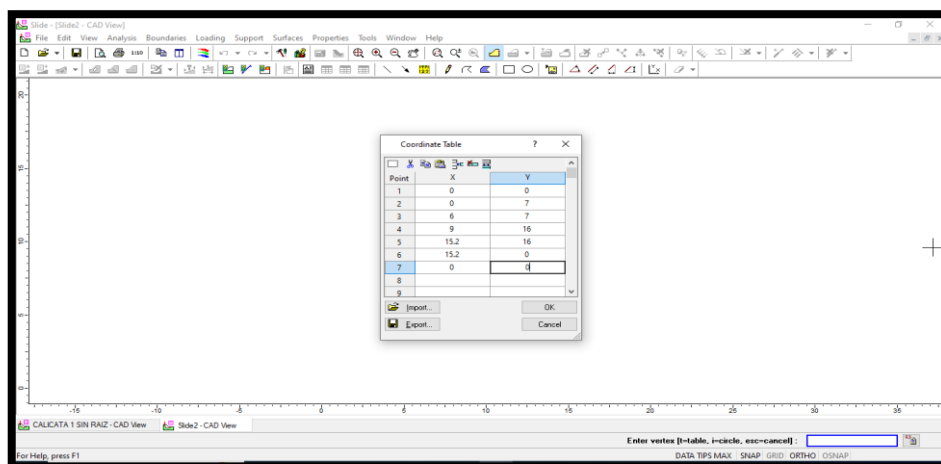 Slide - [Slide2 - CAD View]
File Edit View Analysis Boundaries Loading Support Surfaces Properties Tools Window Help
Coordinate Table ? ×
Point X Y
1 0 0
2 0 7
3 6 7
4 9 16
5 15.2 16
6 15.2 0
7 0 0
8
9
Import... OK
Export... Cancel
20
15
10
5
0
-15 -10 -5 0 5 10 15 20 25 30 35
CALICATA 1 SIN RAIZ - CAD View Slide2 - CAD View
Enter vertex [t=table, i=circle, esc=cancel] :
For Help, press F1 DATA TIPS MAX SNAP GRID ORTHO OSNAP